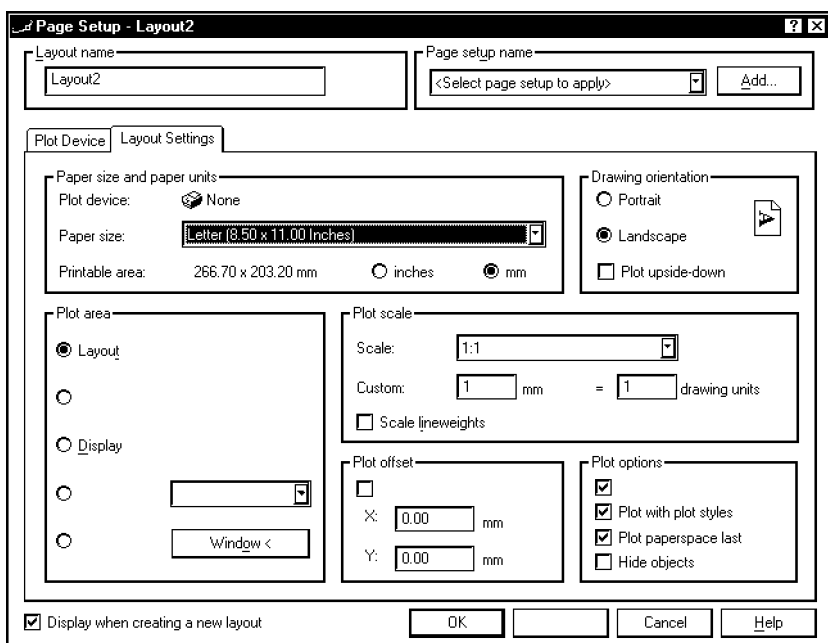 Page Setup - Layout2
Layout name
Layout2
Page setup name
<Select page setup to apply>
Add...
Plot Device
Layout Settings
Paper size and paper units
Plot device: None
Paper size: Letter (8.50 x 11.00 Inches)
Printable area: 266.70 x 203.20 mm inches mm
Drawing orientation
Portrait
A
Landscape
Plot upside-down
Plot area
Layout
Display
Window <
Plot scale
Scale: 1:1
Custom: 1 mm = 1 drawing units
Scale lineweights
Plot offset
X: 0.00 mm
Y: 0.00 mm
Plot options
Plot with plot styles
Plot paperspace last
Hide objects
Display when creating a new layout
OK
Cancel
Help